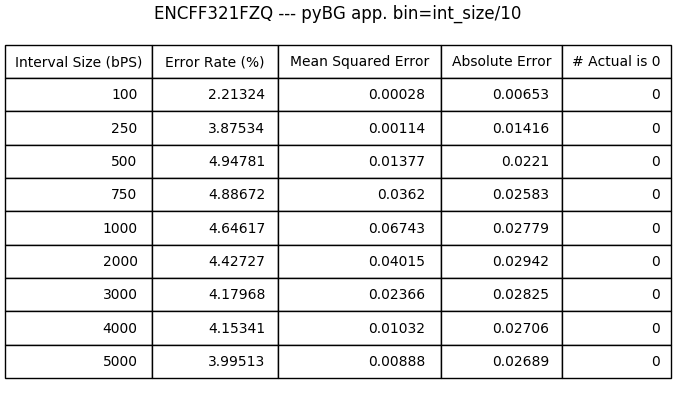 ENCFF321FZQ --- pyBG app. bin=int_size/10
Interval Size (bPS) Error Rate (%) Mean Squared Error Absolute Error # Actual is 0
100 2.21324 0.00028 0.00653 0
250 3.87534 0.00114 0.01416 0
500 4.94781 0.01377 0.0221 0
750 4.88672 0.0362 0.02583 0
1000 4.64617 0.06743 0.02779 0
2000 4.42727 0.04015 0.02942 0
3000 4.17968 0.02366 0.02825 0
4000 4.15341 0.01032 0.02706 0
5000 3.99513 0.00888 0.02689 0